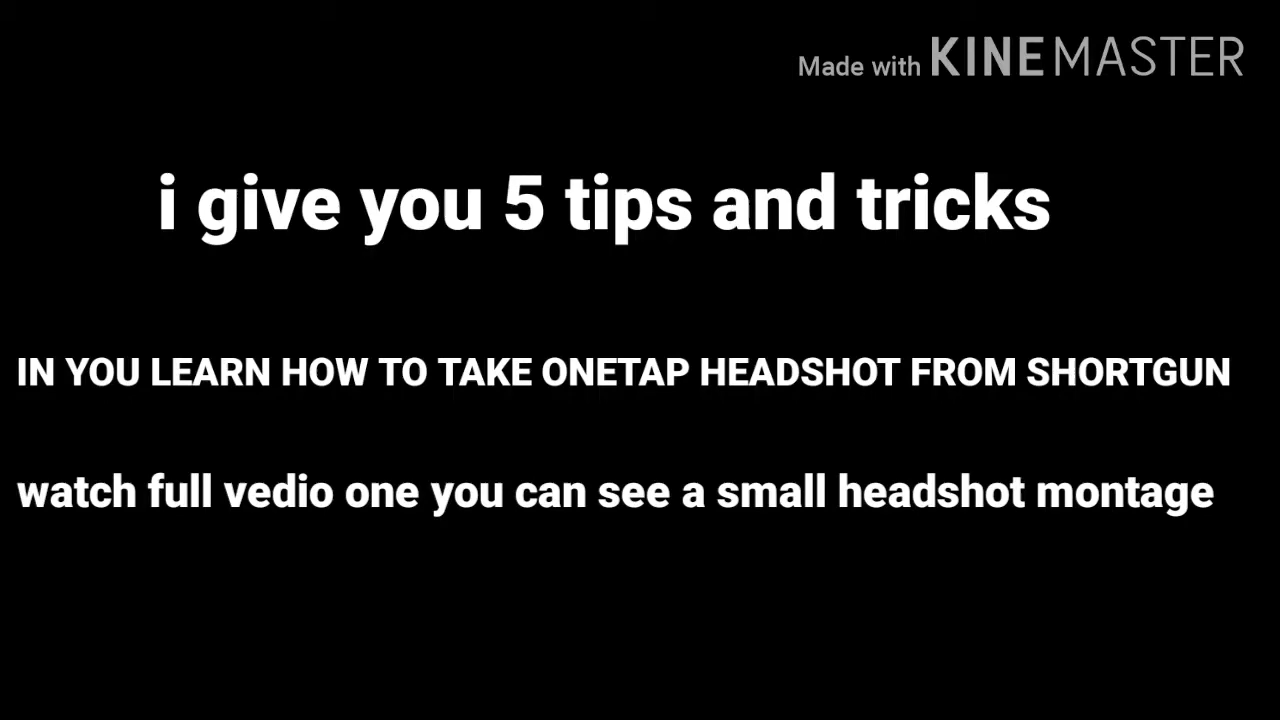 Made with KINEMASTER
i give you 5 tips and tricks
IN YOU LEARN HOW TO TAKE ONETAP HEADSHOT FROM SHORTGUN
watch full vedio one you can see a small headshot montage